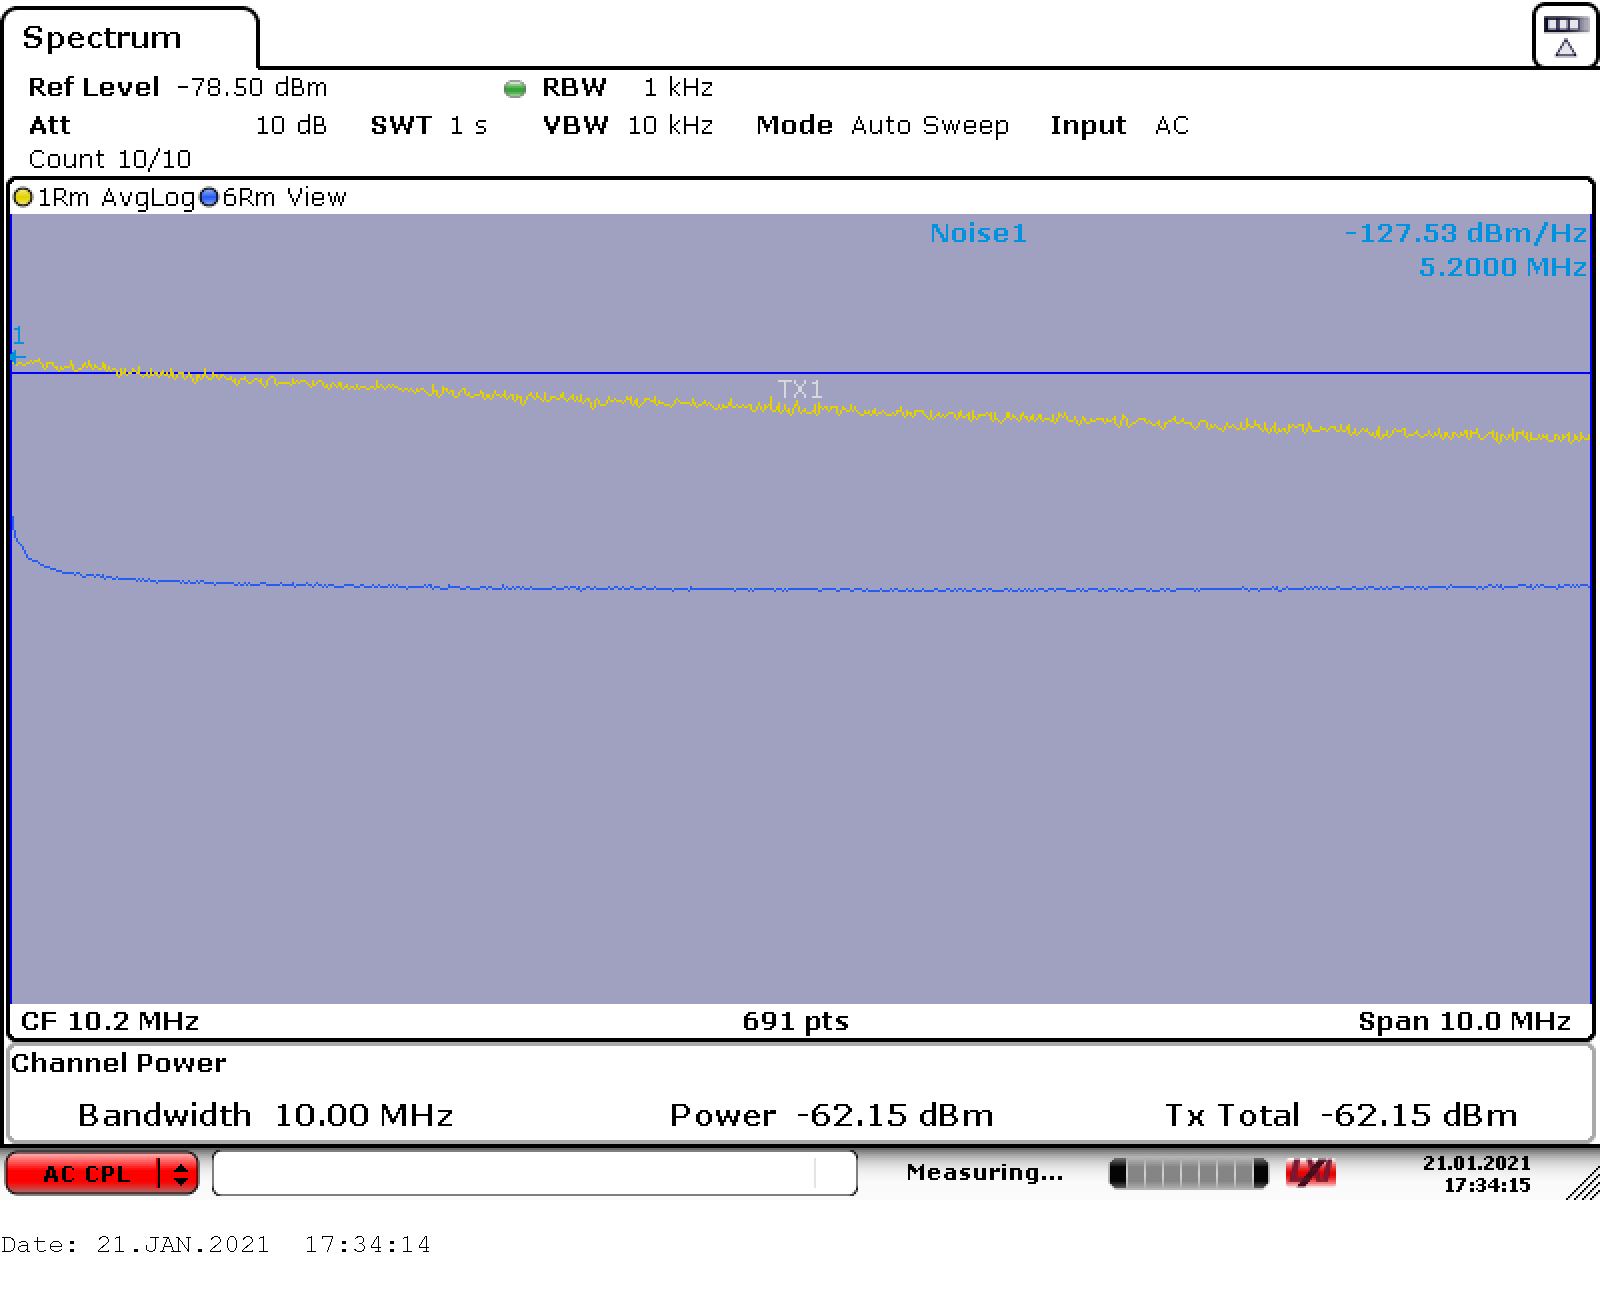 Spectrum
Ref Level -78.50 dBm RBW 1 kHz
Att 10 dB SWT 1 s VBW 10 kHz Mode Auto Sweep Input AC
Count 10/10
1Rm AvgLog 6Rm View
Noise1 -127.53 dBm/Hz
5.2000 MHz
1
TX1
CF 10.2 MHz 691 pts Span 10.0 MHz
Channel Power
Bandwidth 10.00 MHz Power -62.15 dBm Tx Total -62.15 dBm
AC CPL Measuring... LXI 21.01.2021
17:34:15
Date: 21.JAN.2021 17:34:14